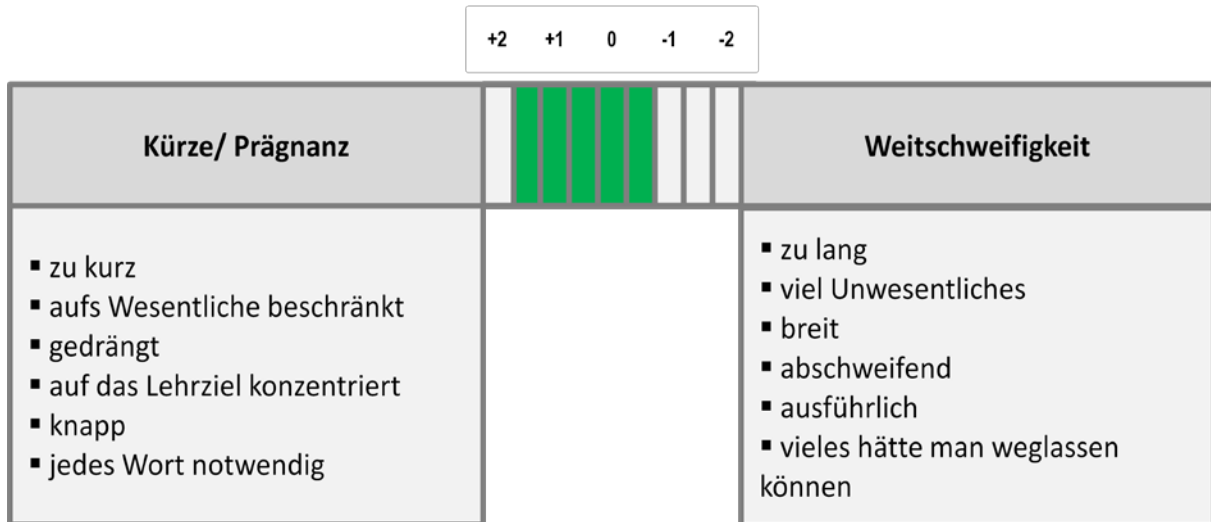 +2 +1 0 -1 -2
Kürze/ Prägnanz
Weitschweifigkeit
▪ zu kurz
▪ aufs Wesentliche beschränkt
▪ gedrängt
▪ auf das Lehrziel konzentriert
▪ knapp
▪ jedes Wort notwendig
▪ zu lang
▪ viel Unwesentliches
▪ breit
▪ abschweifend
▪ ausführlich
▪ vieles hätte man weglassen
können